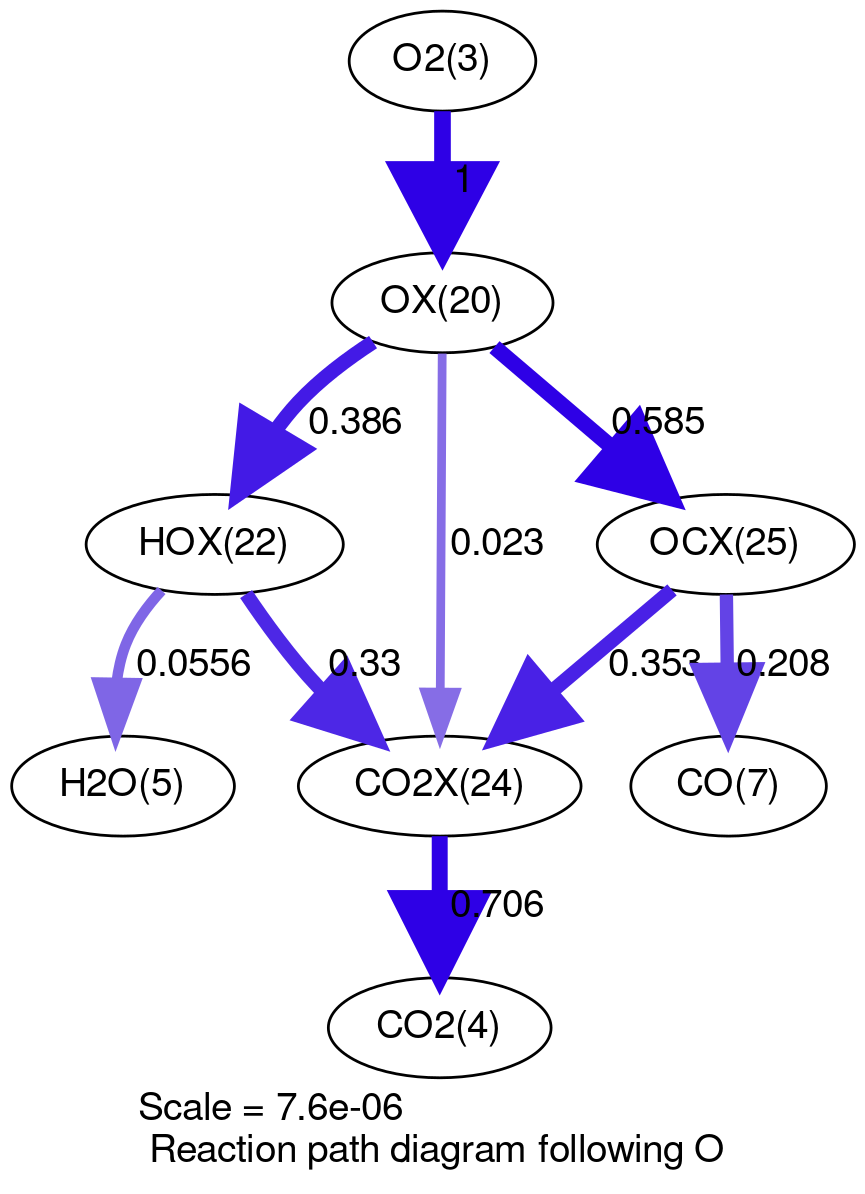 O2(3)
1
OX(20)
0.386
0.585
HOX(22)
0.023
OCX(25)
0.0556
0.33
0.353
0.208
H2O(5)
CO2X(24)
CO(7)
0.706
CO2(4)
Scale = 7.6e-06
Reaction path diagram following O